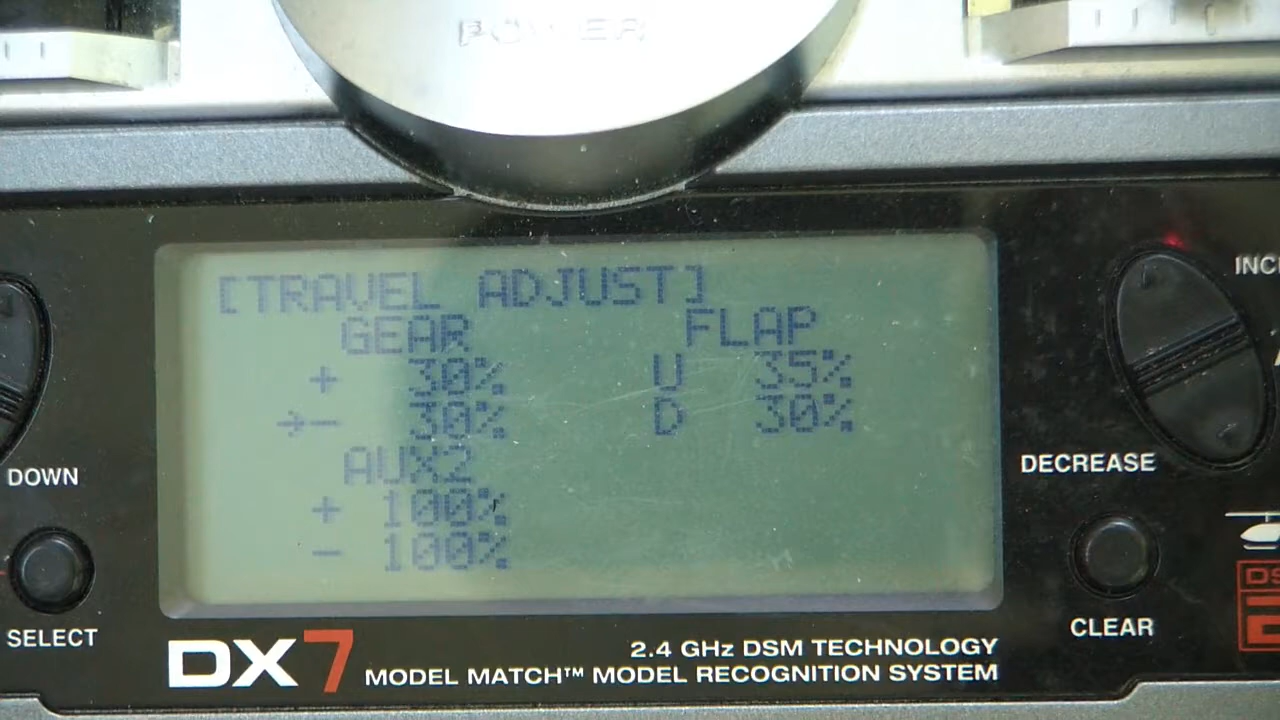 POWER
[TRAVEL ADJUST]
GEAR FLAP
+ 30% U 35%
→- 30% D 30%
AUX2
+ 100%
- 100%
DOWN
SELECT
DECREASE
CLEAR
DX7
2.4 GHz DSM TECHNOLOGY
MODEL MATCH™ MODEL RECOGNITION SYSTEM